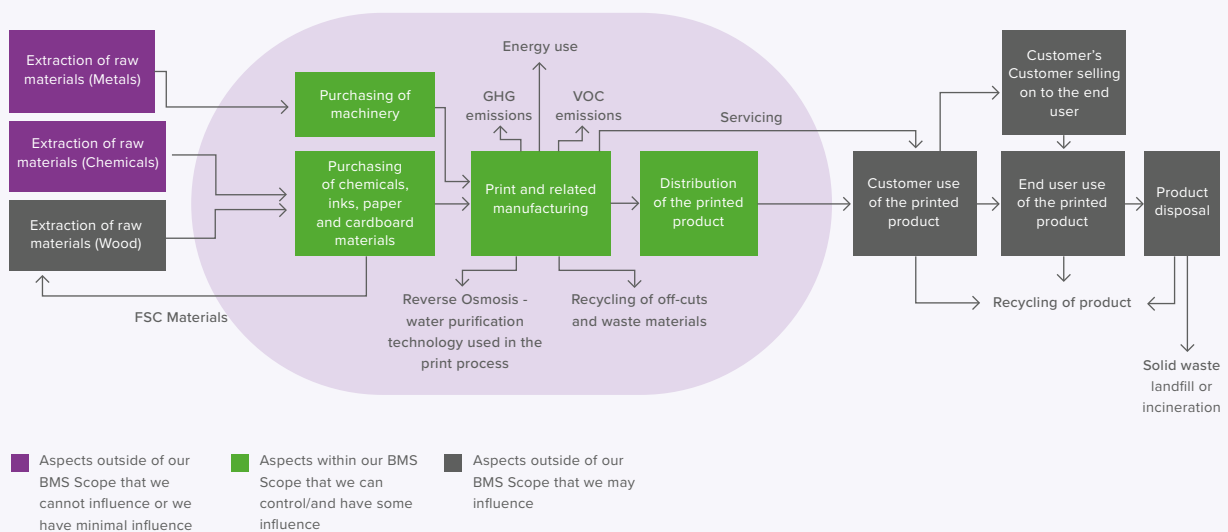 Extraction of raw
materials (Metals)
Extraction of raw
materials (Chemicals)
Extraction of raw
materials (Wood)
FSC Materials
Purchasing of
machinery
Purchasing
of chemicals,
inks, paper
and cardboard
materials
Energy use
GHG
emissions
VOC
emissions
Servicing
Print and related
manufacturing
Distribution
of the printed
product
Reverse Osmosis -
water purification
technology used in the
print process
Recycling of off-cuts
and waste materials
Customer's
Customer selling
on to the end
user
Customer use
of the printed
product
End user use
of the printed
product
Product
disposal
Recycling of product
Solid waste
landfill or
incineration
Aspects outside of our
BMS Scope that we
cannot influence or we
have minimal influence
Aspects within our BMS
Scope that we can
control/and have some
influence
Aspects outside of our
BMS Scope that we may
influence